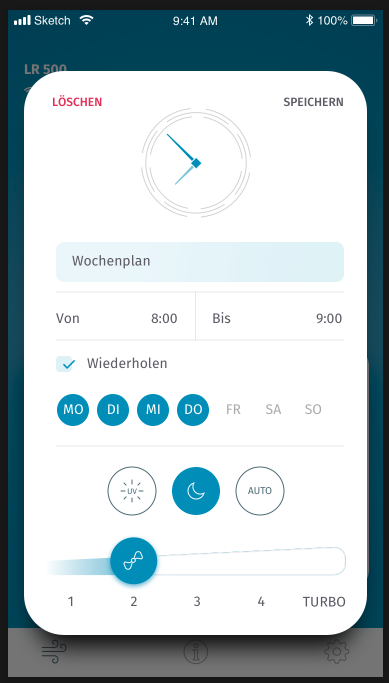 Sketch 9:41 AM 100%
LR 500
LÖSCHEN SPEICHERN
Wochenplan
Von 8:00 Bis 9:00
Wiederholen
MO DI MI DO FR SA SO
UV AUTO
1 2 3 4 TURBO